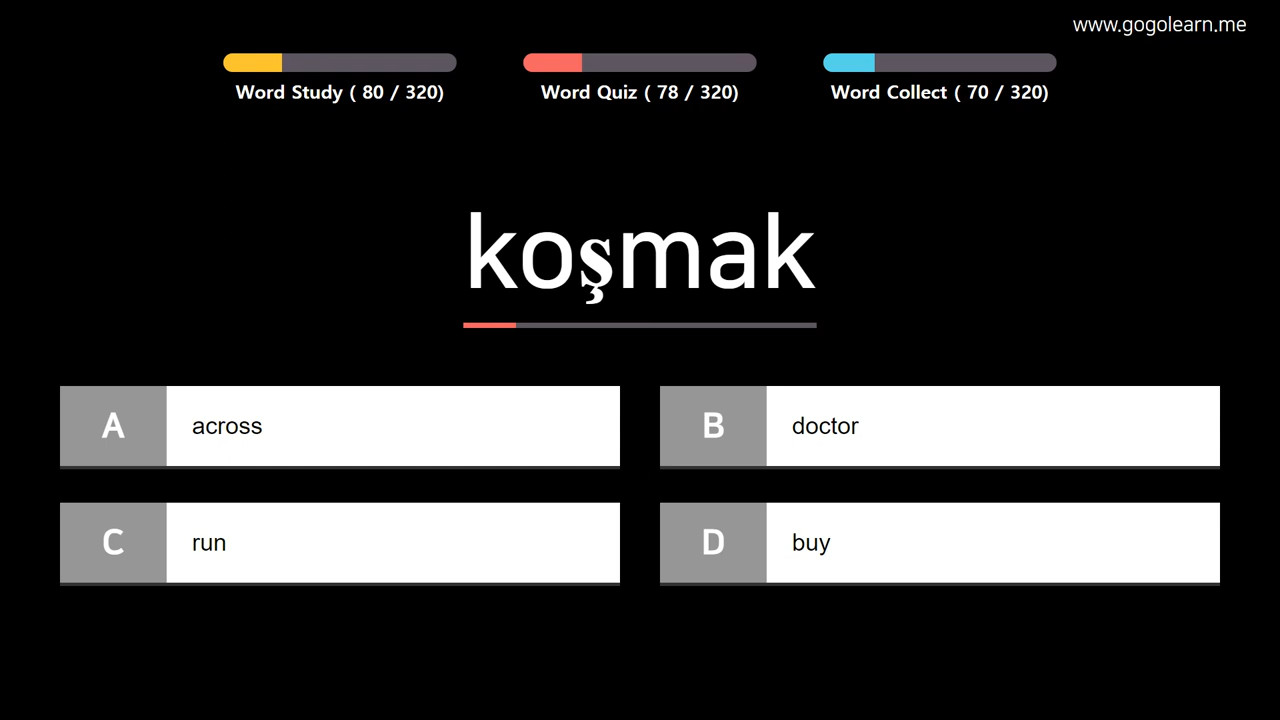 www.gogolearn.me
Word Study ( 80 / 320)
Word Quiz ( 78 / 320)
Word Collect ( 70 / 320)
koşmak
A across
B doctor
C run
D buy